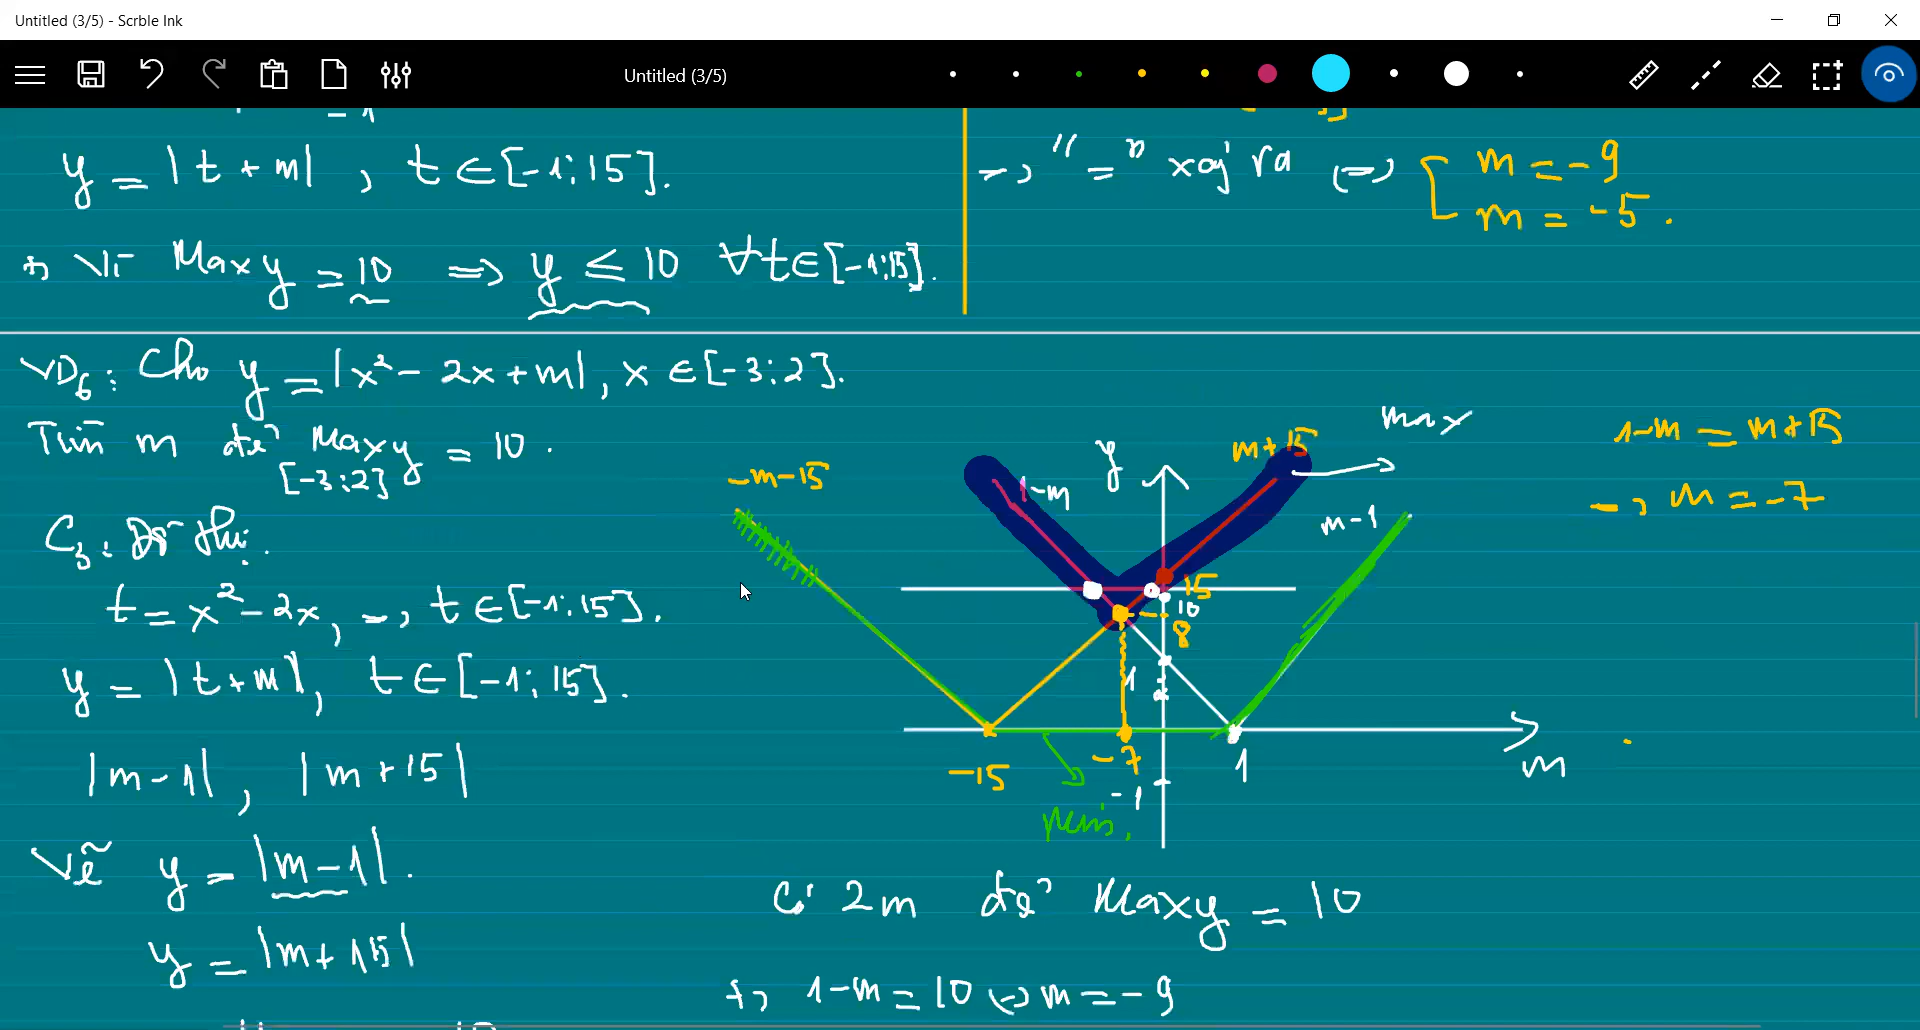 Untitled (3/5) - Scrble Ink
Untitled (3/5)
-1
y = |t + m| , t ∈ [-1; 15].
+) Vì Max y = 10 => y ≤ 10 ∀t ∈ [-1; 15].
-> "=" xảy ra <=> [ m = -9
m = -5.
VD6: Cho y = |x² - 2x + m|, x ∈ [-3; 2].
Tìm m để Max y = 10.
[-3; 2]
C3: Đồ thị.
t = x² - 2x, -> t ∈ [-1; 15].
y = |t + m|, t ∈ [-1; 15].
|m - 1| , |m + 15|
Vẽ y = |m - 1|.
y = |m + 15|
-m-15
1-m
y
m+15
max
m-1
15
10
8
1
-15
-7
1
m
-1
Min.
1-m = m+15
-> m = -7
Có 2m để Max y = 10
+) 1-m = 10 <-> m = -9